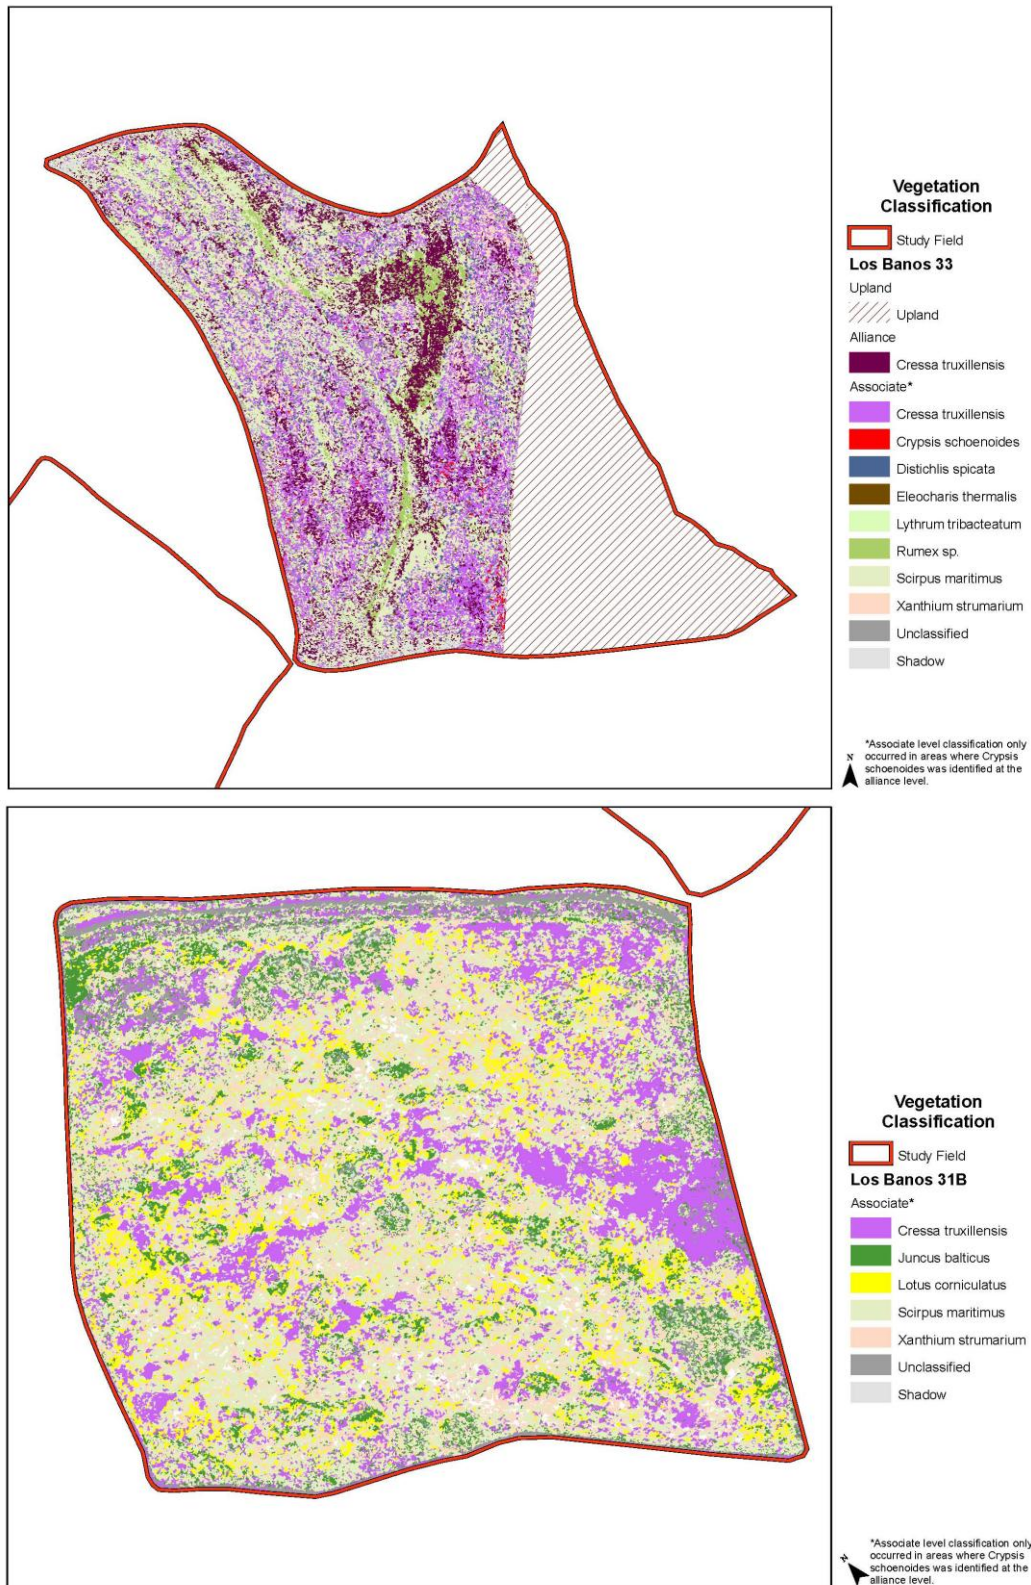 Vegetation
Classification
Study Field
Los Banos 33
Upland
Upland
Alliance
Cressa truxillensis
Associate*
Cressa truxillensis
Crypsis schoenoides
Distichlis spicata
Eleocharis thermalis
Lythrum tribacteatum
Rumex sp.
Scirpus maritimus
Xanthium strumarium
Unclassified
Shadow
N
*Associate level classification only
occurred in areas where Crypsis
schoenoides was identified at the
alliance level.
Vegetation
Classification
Study Field
Los Banos 31B
Associate*
Cressa truxillensis
Juncus balticus
Lotus corniculatus
Scirpus maritimus
Xanthium strumarium
Unclassified
Shadow
N
*Associate level classification only
occurred in areas where Crypsis
schoenoides was identified at the
alliance level.